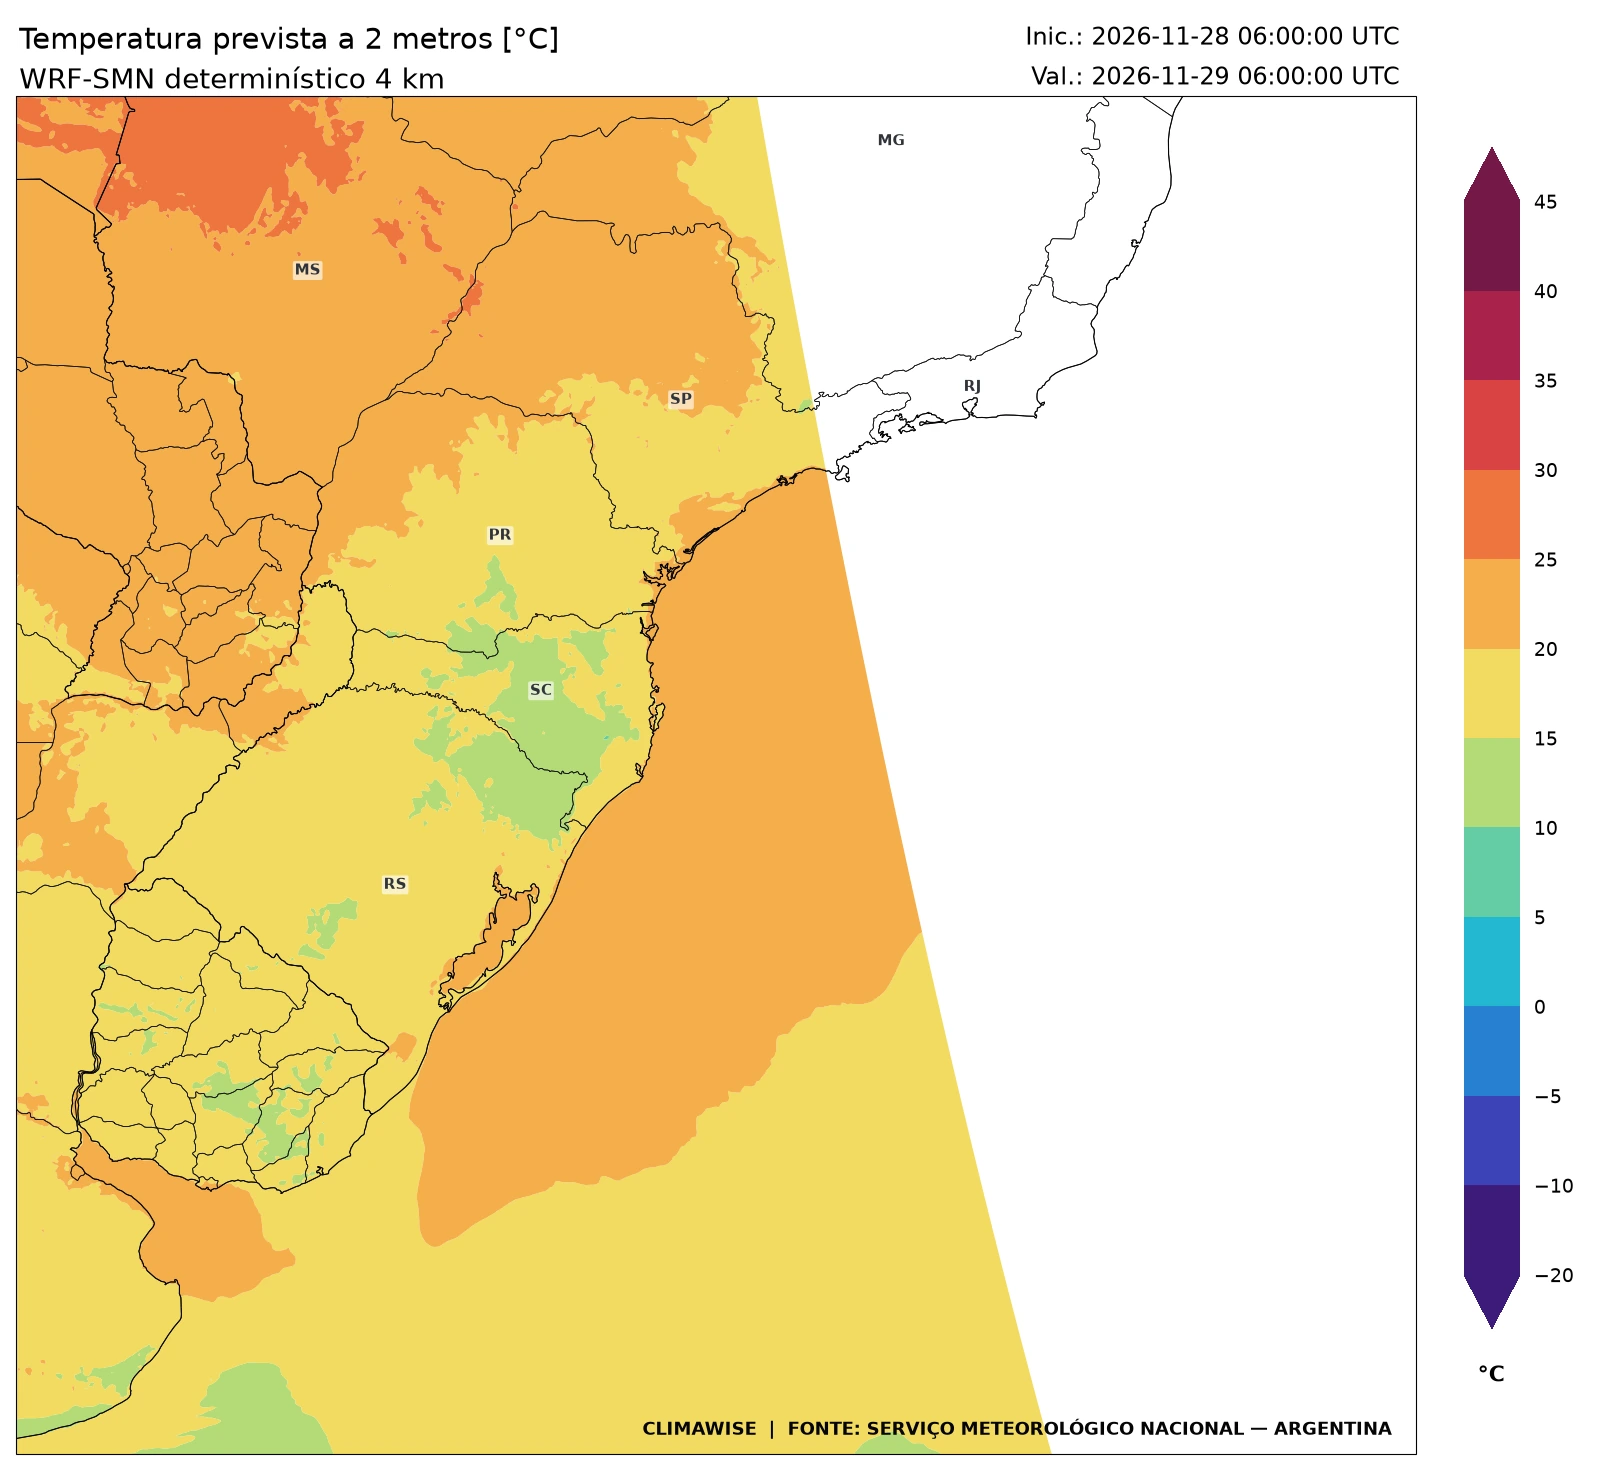 Temperatura prevista a 2 metros [°C]
WRF-SMN determinístico 4 km
Inic.: 2026-11-28 06:00:00 UTC
Val.: 2026-11-29 06:00:00 UTC
MG
MS
RJ
SP
PR
SC
RS
45
40
35
30
25
20
15
10
5
0
−5
−10
−20
°C
CLIMAWISE | FONTE: SERVIÇO METEOROLÓGICO NACIONAL — ARGENTINA